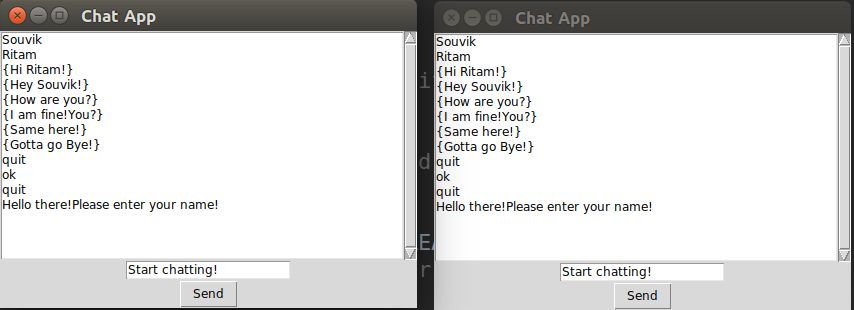 Chat App
Souvik
Ritam
{Hi Ritam!}
{Hey Souvik!}
{How are you?}
{I am fine!You?}
{Same here!}
{Gotta go Bye!}
quit
ok
quit
Hello there!Please enter your name!
Start chatting!
Send
Chat App
Souvik
Ritam
{Hi Ritam!}
{Hey Souvik!}
{How are you?}
{I am fine!You?}
{Same here!}
{Gotta go Bye!}
quit
ok
quit
Hello there!Please enter your name!
Start chatting!
Send